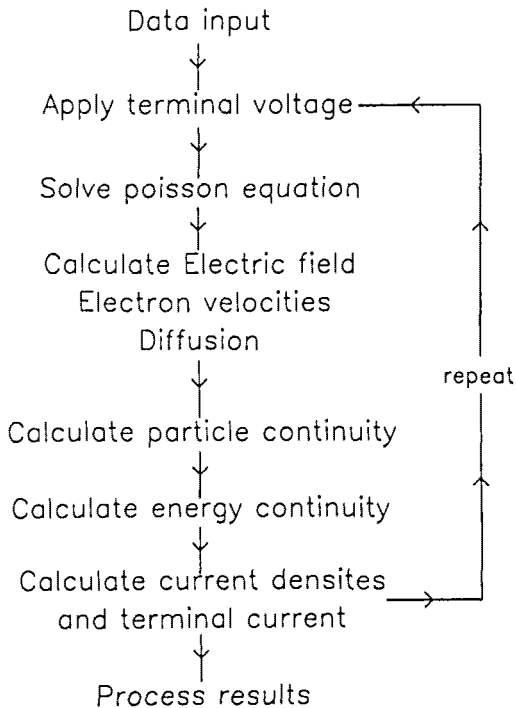 Data input
Apply terminal voltage
Solve poisson equation
Calculate Electric field
Electron velocities
Diffusion
repeat
Calculate particle continuity
Calculate energy continuity
Calculate current densites
and terminal current
Process results